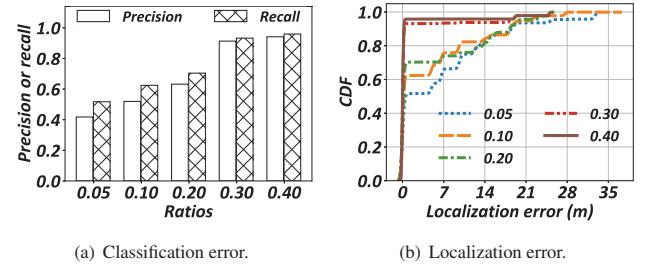 Precision
Recall
Precision or recall
1.0
0.8
0.6
0.4
0.2
0.0
0.05 0.10 0.20 0.30 0.40
Ratios
(a) Classification error.
CDF
1.0
0.8
0.6
0.4
0.2
0.0
0.05
0.10
0.20
0.30
0.40
0 7 14 21 28 35
Localization error (m)
(b) Localization error.